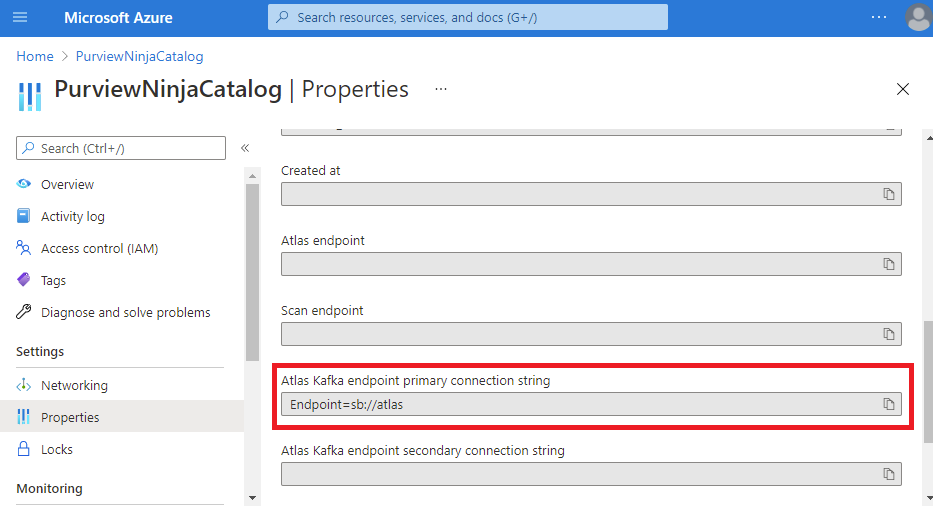 Microsoft Azure
Search resources, services, and docs (G+/)
...
Home > PurviewNinjaCatalog
PurviewNinjaCatalog | Properties ...
Search (Ctrl+/)
«
Overview
Activity log
Access control (IAM)
Tags
Diagnose and solve problems
Settings
Networking
Properties
Locks
Monitoring
Created at
Atlas endpoint
Scan endpoint
Atlas Kafka endpoint primary connection string
Endpoint=sb://atlas
Atlas Kafka endpoint secondary connection string